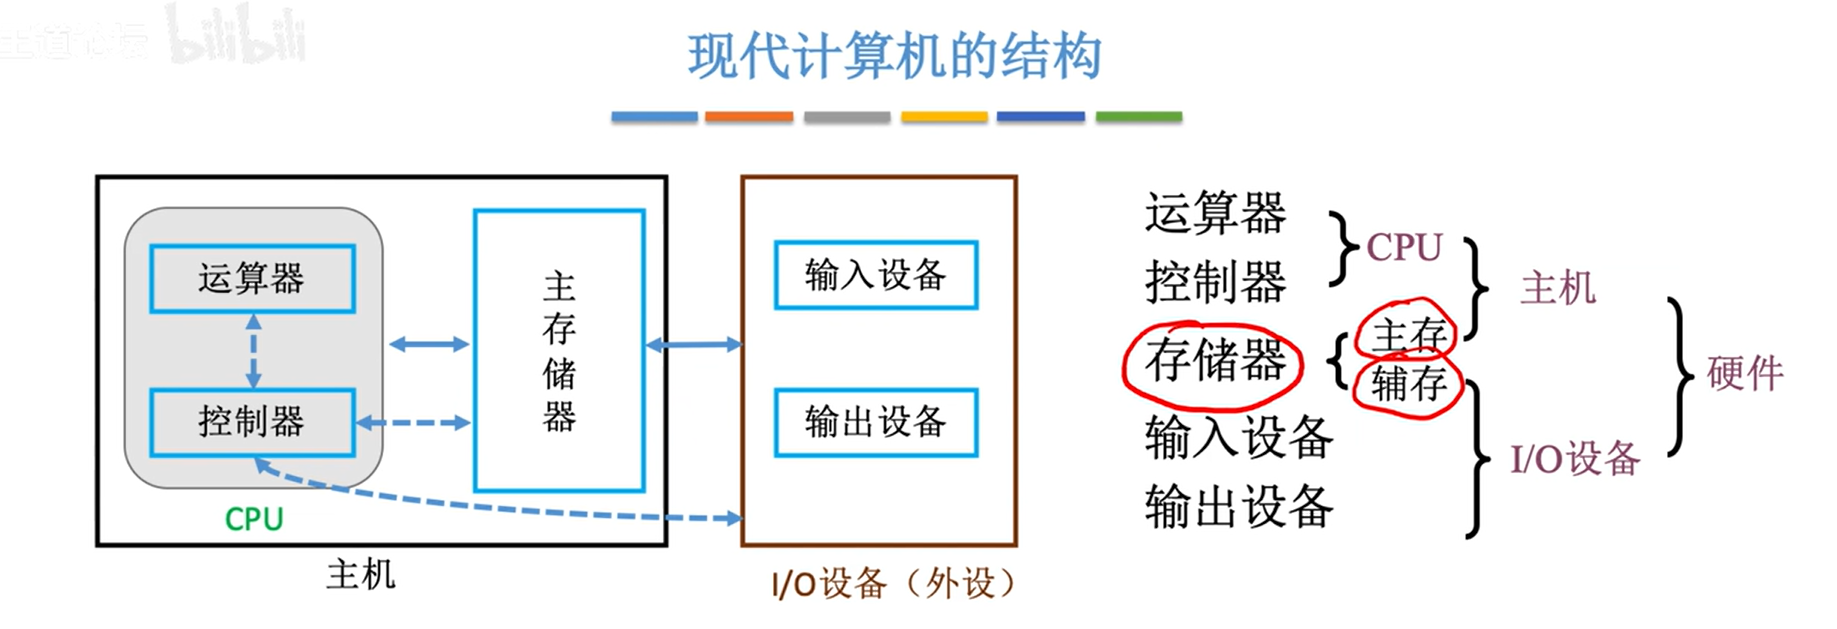 王道论坛 bilibili
现代计算机的结构
运算器
控制器
CPU
主存储器
主机
输入设备
输出设备
I/O设备（外设）
运算器
控制器
CPU
存储器
主存
辅存
主机
输入设备
输出设备
I/O设备
硬件